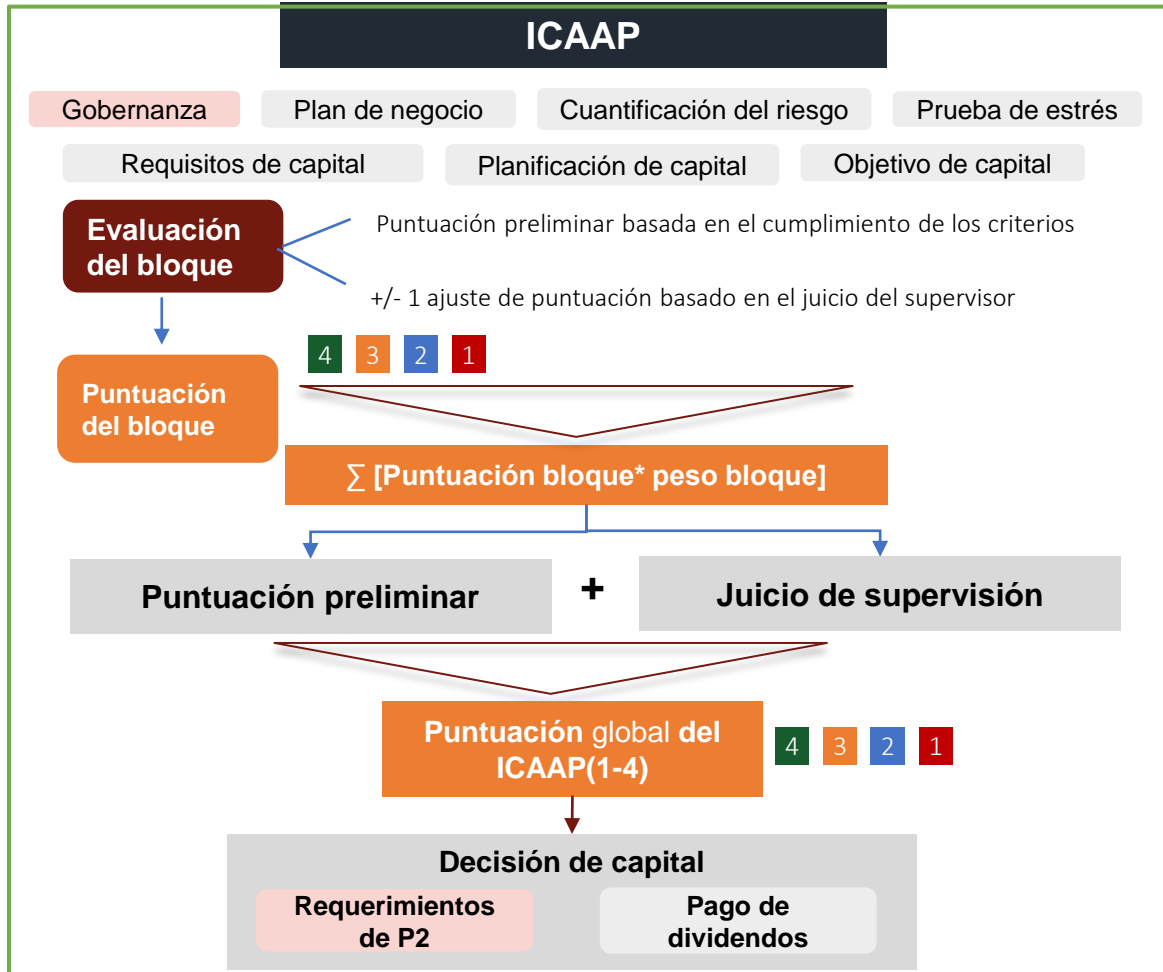 ICAAP
Gobernanza
Plan de negocio
Cuantificación del riesgo
Prueba de estrés
Requisitos de capital
Planificación de capital
Objetivo de capital
Evaluación
del bloque
Puntuación preliminar basada en el cumplimiento de los criterios
+/- 1 ajuste de puntuación basado en el juicio del supervisor
4 3 2 1
Puntuación
del bloque
∑ [Puntuación bloque* peso bloque]
Puntuación preliminar
+
Juicio de supervisión
Puntuación global del
ICAAP(1-4)
4 3 2 1
Decisión de capital
Requerimientos
de P2
Pago de
dividendos